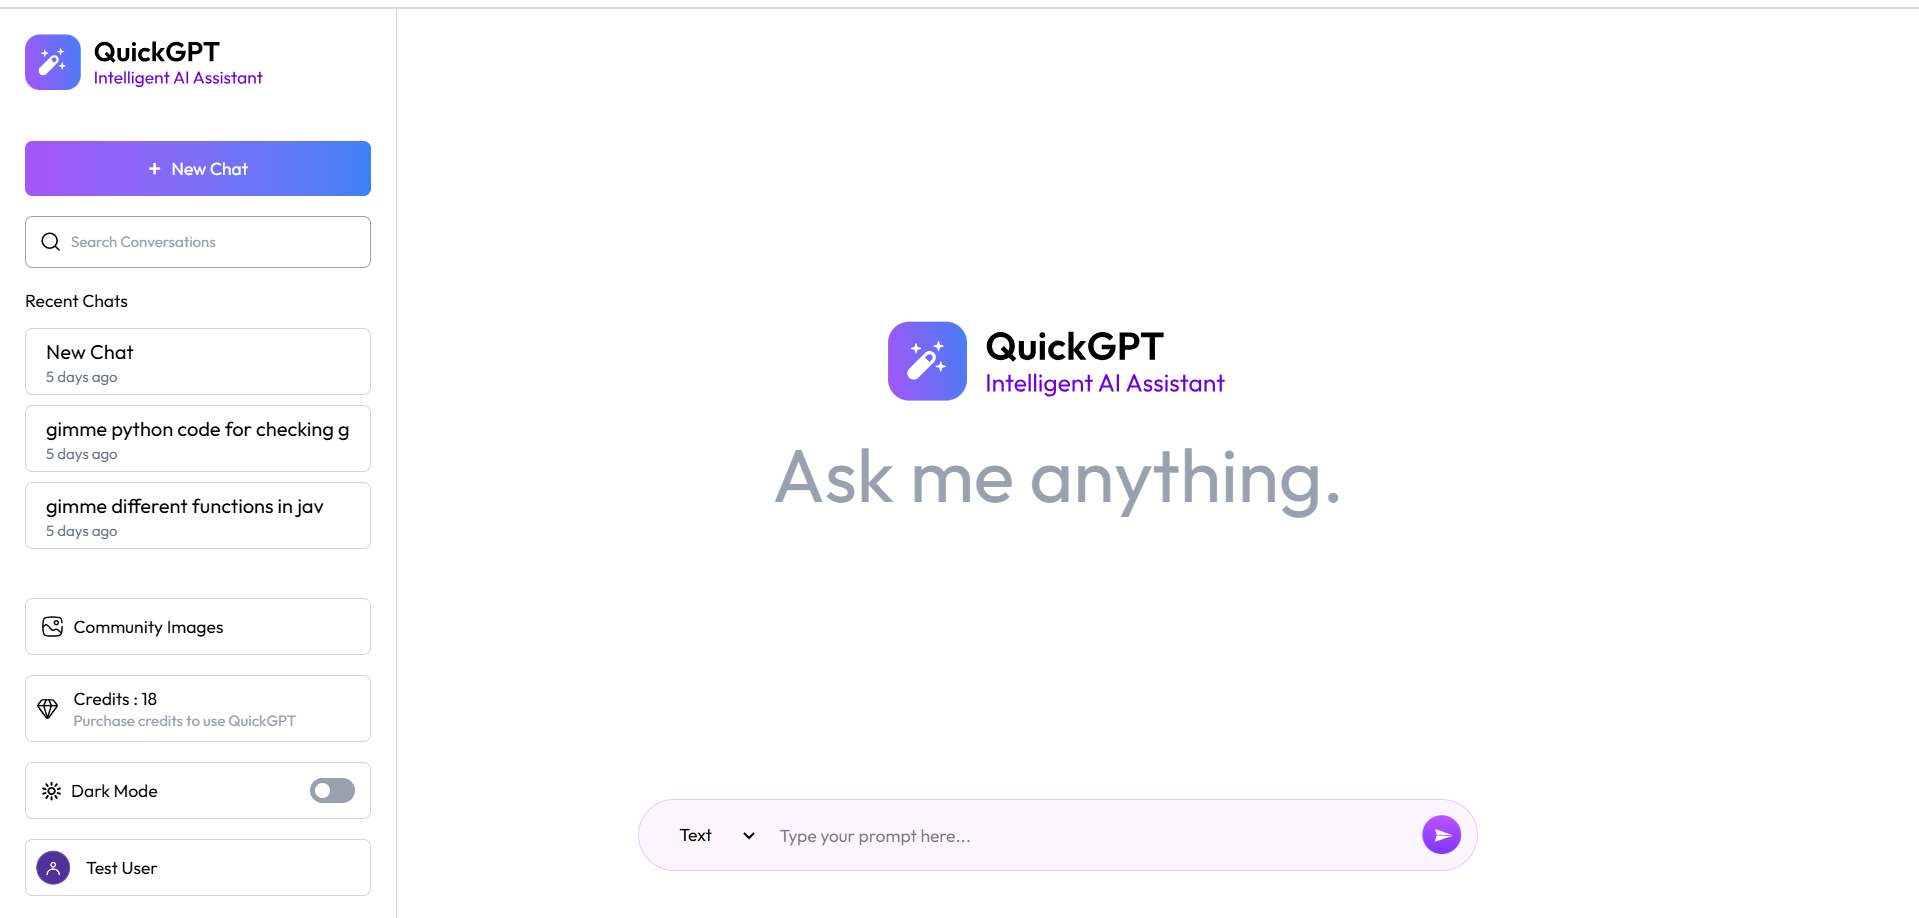 QuickGPT
Intelligent AI Assistant
+ New Chat
Search Conversations
Recent Chats
New Chat
5 days ago
gimme python code for checking g
5 days ago
gimme different functions in jav
5 days ago
Community Images
Credits : 18
Purchase credits to use QuickGPT
Dark Mode
Test User
QuickGPT
Intelligent AI Assistant
Ask me anything.
Text
Type your prompt here...